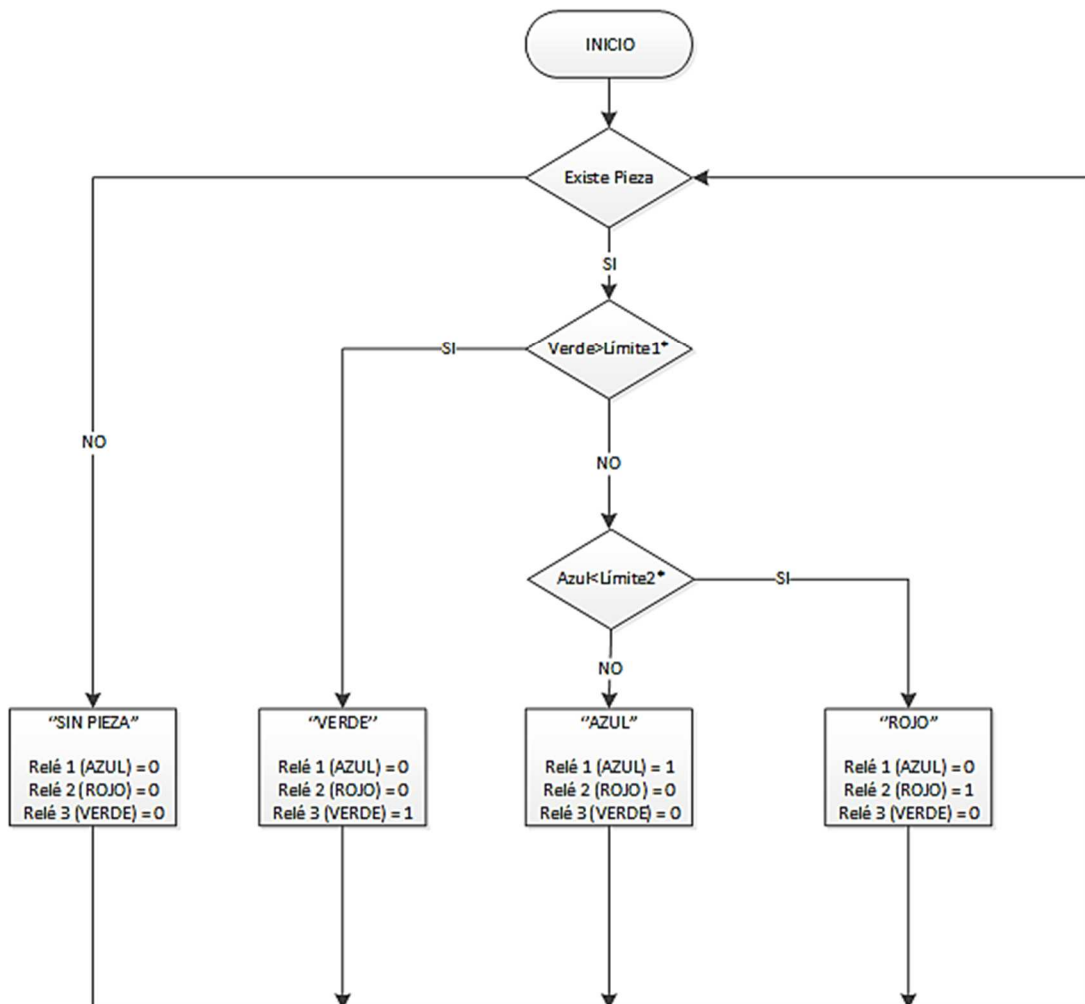 INICIO
Existe Pieza
SI
SI
Verde>Límite1*
NO
NO
Azul<Límite2*
SI
NO
‘’SIN PIEZA’’
Relé 1 (AZUL) = 0
Relé 2 (ROJO) = 0
Relé 3 (VERDE) = 0
‘’VERDE’’
Relé 1 (AZUL) = 0
Relé 2 (ROJO) = 0
Relé 3 (VERDE) = 1
‘’AZUL’’
Relé 1 (AZUL) = 1
Relé 2 (ROJO) = 0
Relé 3 (VERDE) = 0
‘’ROJO’’
Relé 1 (AZUL) = 0
Relé 2 (ROJO) = 1
Relé 3 (VERDE) = 0